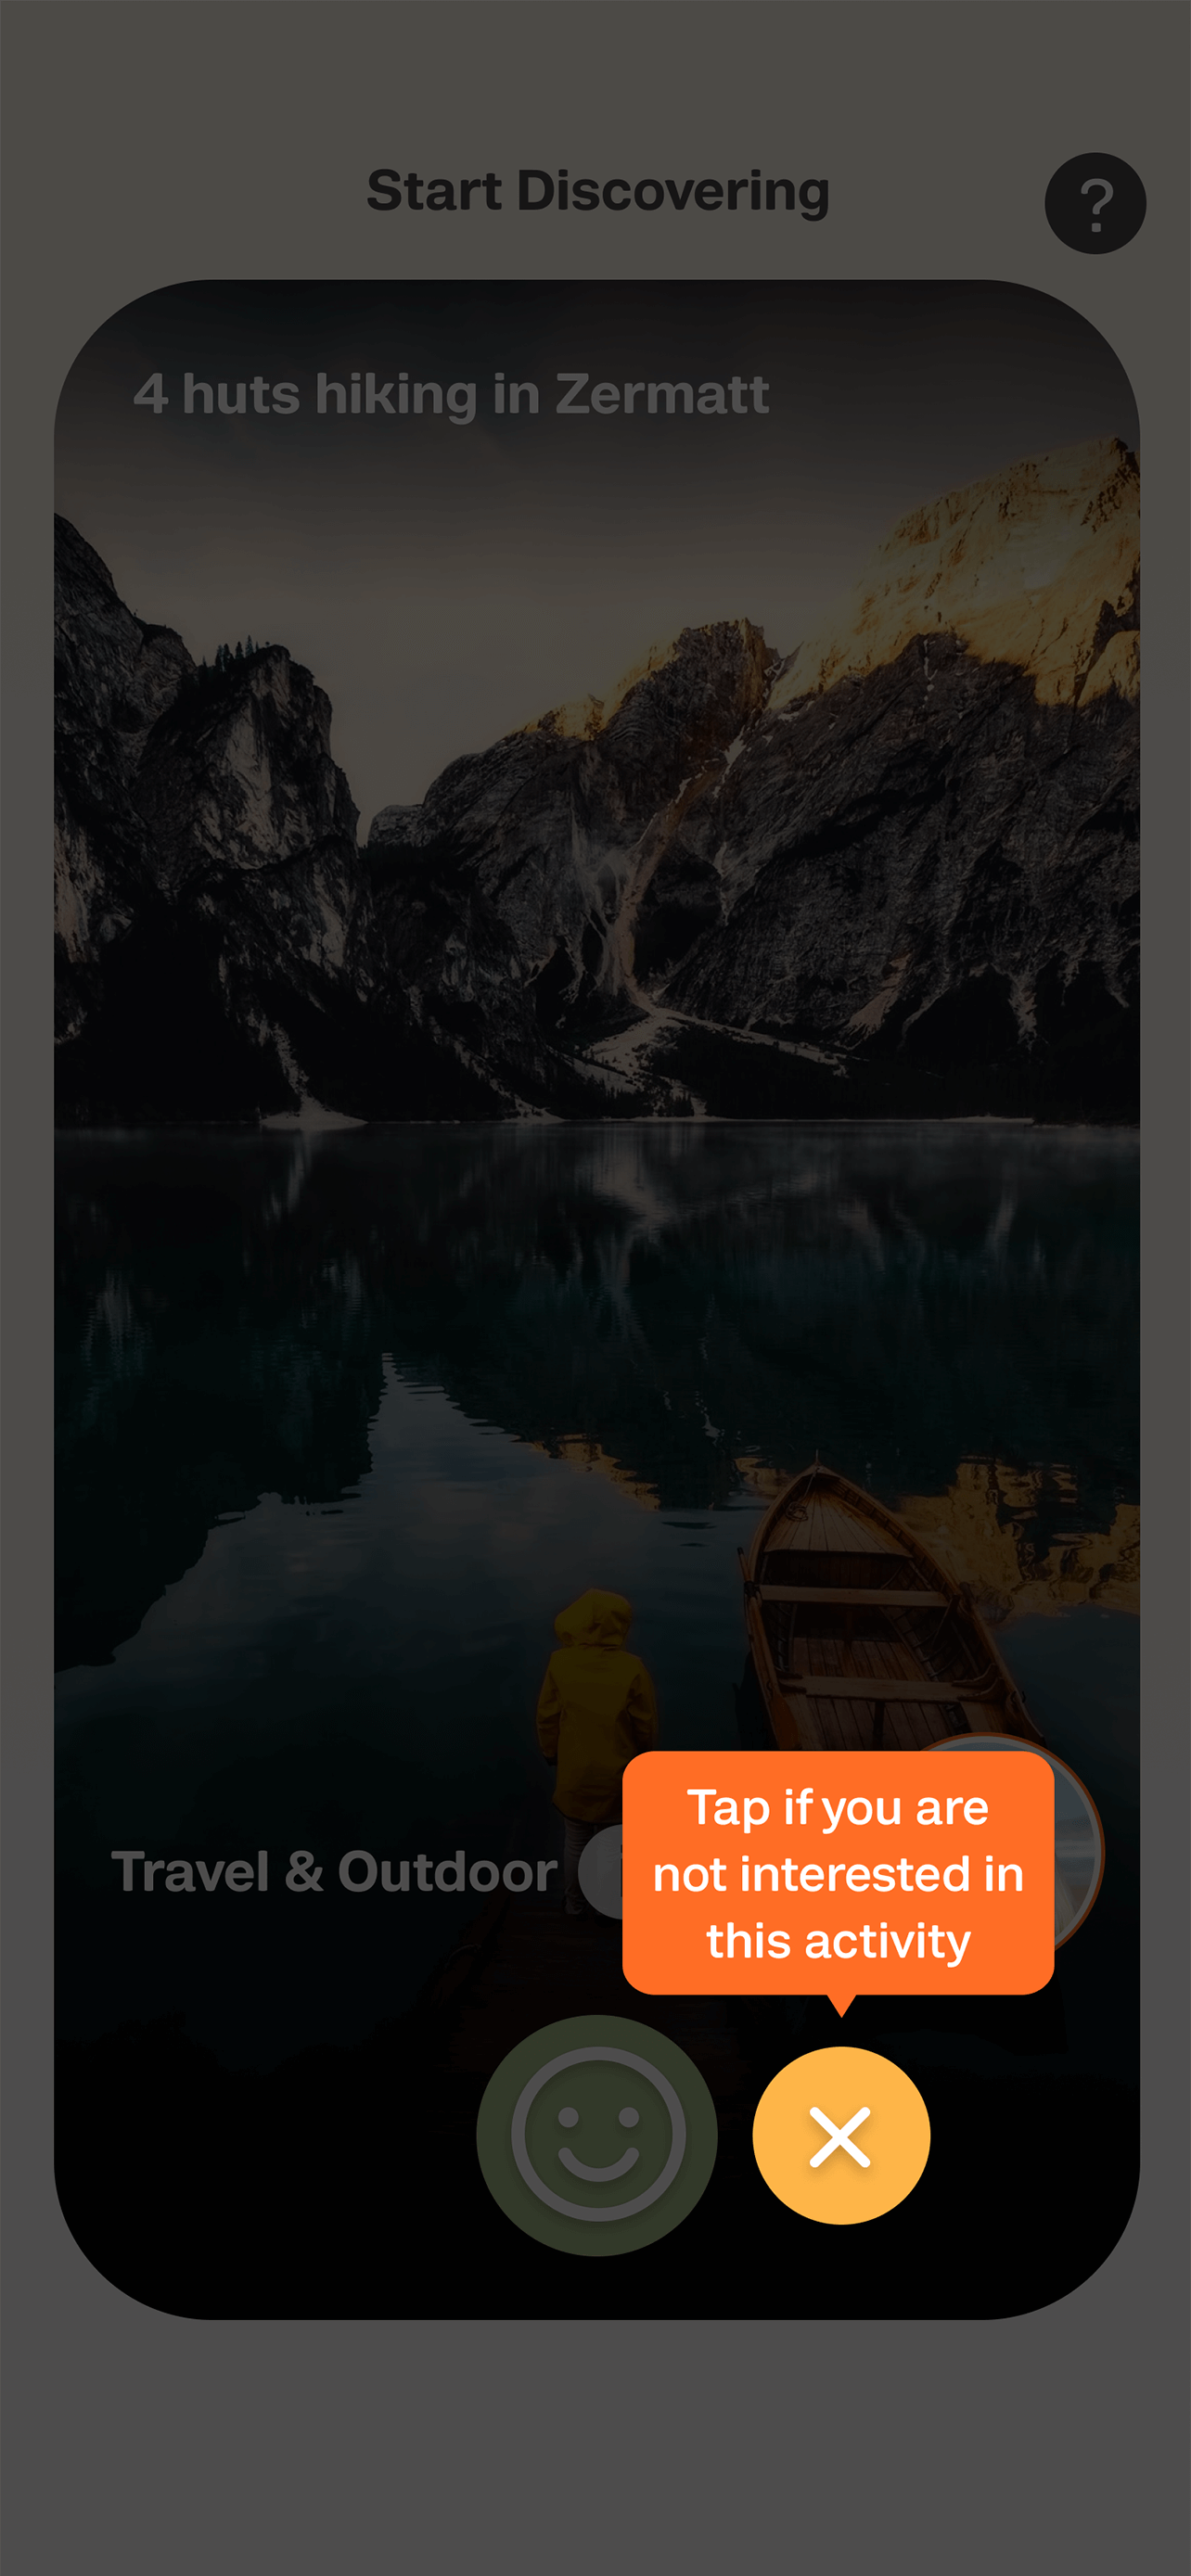 Start Discovering
?
4 huts hiking in Zermatt
Tap if you are
not interested in
this activity
Travel & Outdoor